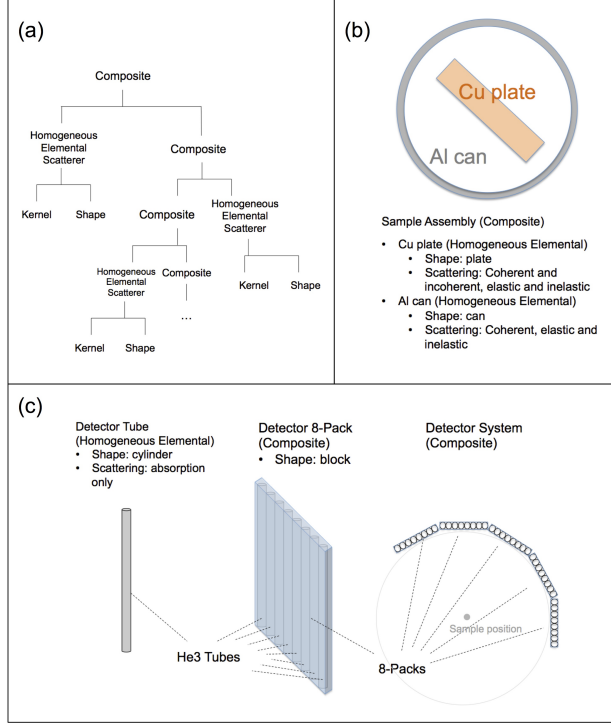 (a)
Composite
Homogeneous
Elemental
Scatterer
Composite
Kernel Shape
Composite
Homogeneous
Elemental
Scatterer
Homogeneous
Elemental
Scatterer
Composite
Kernel Shape
...
Kernel Shape
(b)
Cu plate
Al can
Sample Assembly (Composite)
• Cu plate (Homogeneous Elemental)
• Shape: plate
• Scattering: Coherent and
incoherent, elastic and inelastic
• Al can (Homogeneous Elemental)
• Shape: can
• Scattering: Coherent, elastic and
inelastic
(c)
Detector Tube
(Homogeneous Elemental)
• Shape: cylinder
• Scattering: absorption
only
Detector 8-Pack
(Composite)
• Shape: block
Detector System
(Composite)
Sample position
He3 Tubes
8-Packs